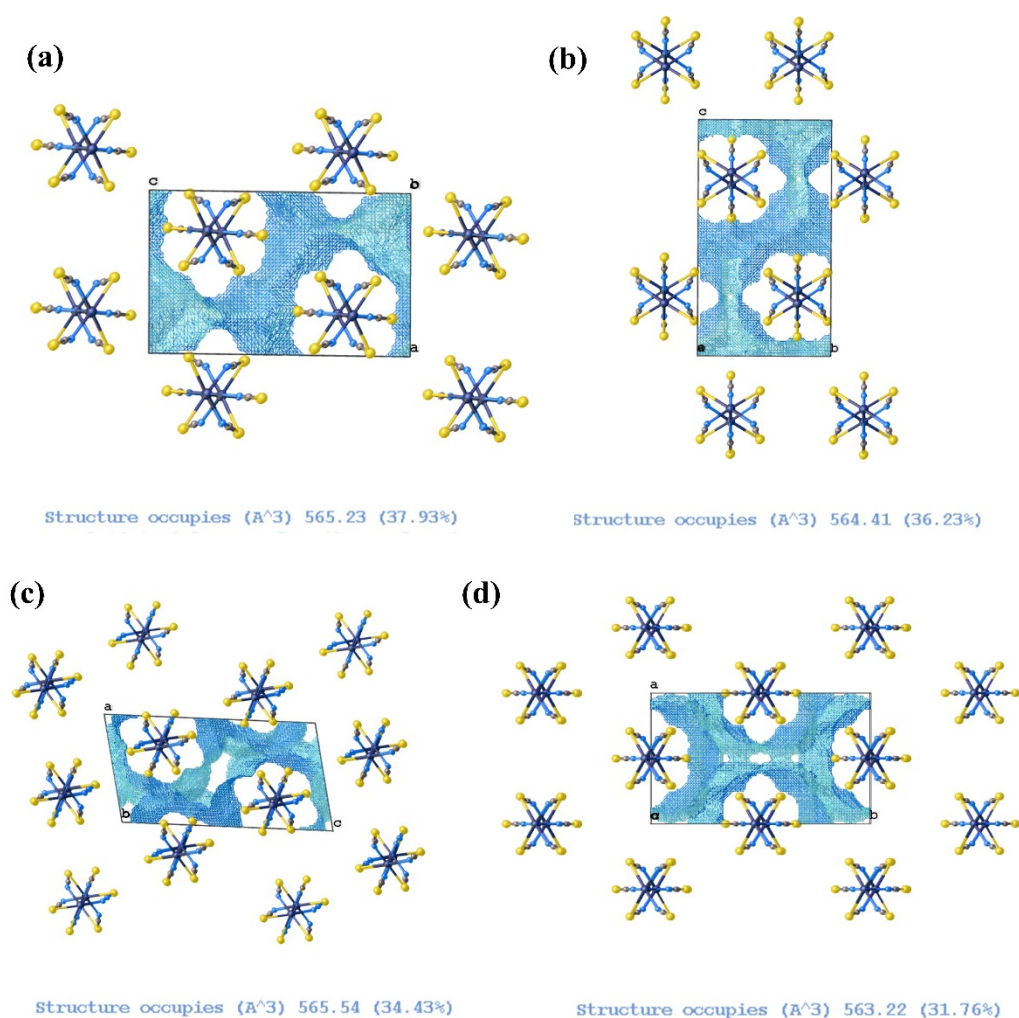 (a)
(b)
c
b
a
c
a
b
Structure occupies (A^3) 565.23 (37.93%)
Structure occupies (A^3) 564.41 (36.23%)
(c)
(d)
a
b
c
a
b
Structure occupies (A^3) 565.54 (34.43%)
Structure occupies (A^3) 563.22 (31.76%)